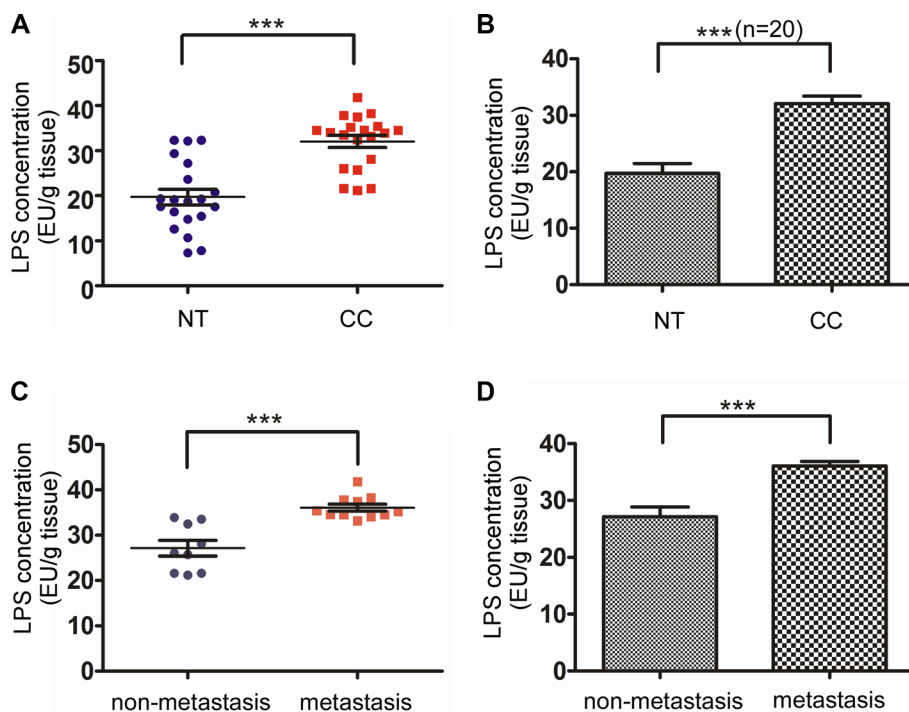 A
***
LPS concentration
(EU/g tissue)
50
40
30
20
10
0
NT
CC
B
***(n=20)
LPS concentration
(EU/g tissue)
40
30
20
10
0
NT
CC
C
***
LPS concentration
(EU/g tissue)
50
40
30
20
10
0
non-metastasis
metastasis
D
***
LPS concentration
(EU/g tissue)
40
30
20
10
0
non-metastasis
metastasis